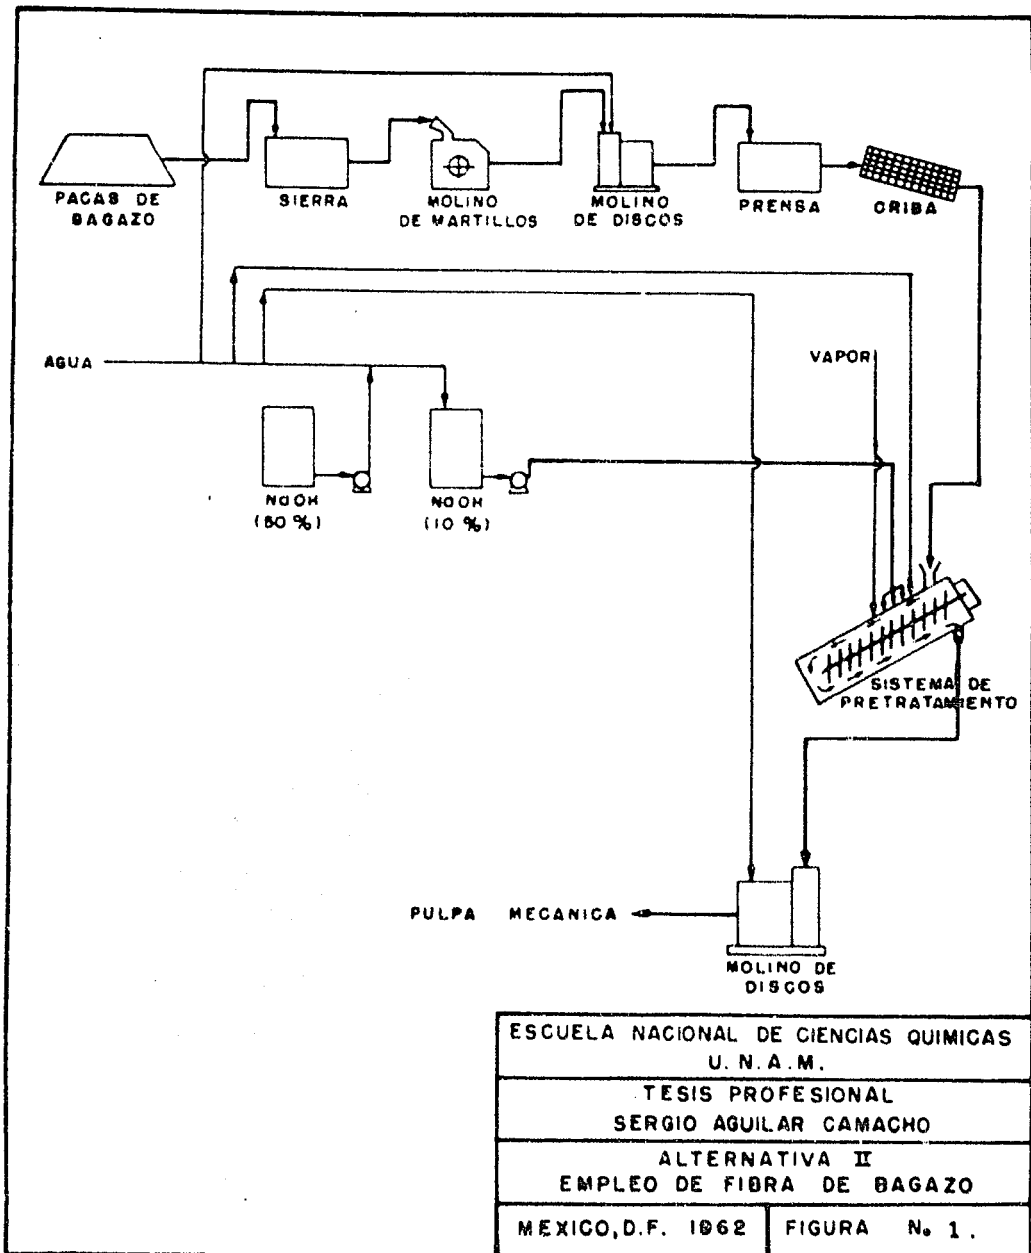 PACAS DE
BAGAZO
SIERRA
MOLINO
DE MARTILLOS
MOLINO
DE DISCOS
PRENSA
CRIBA
AGUA
VAPOR
NaOH
(50 %)
NaOH
(10 %)
SISTEMA DE
PRETRATAMIENTO
PULPA MECANICA
MOLINO DE
DISCOS
ESCUELA NACIONAL DE CIENCIAS QUIMICAS
U. N. A. M.
TESIS PROFESIONAL
SERGIO AGUILAR CAMACHO
ALTERNATIVA II
EMPLEO DE FIBRA DE BAGAZO
MEXICO, D.F. 1962
FIGURA No 1.